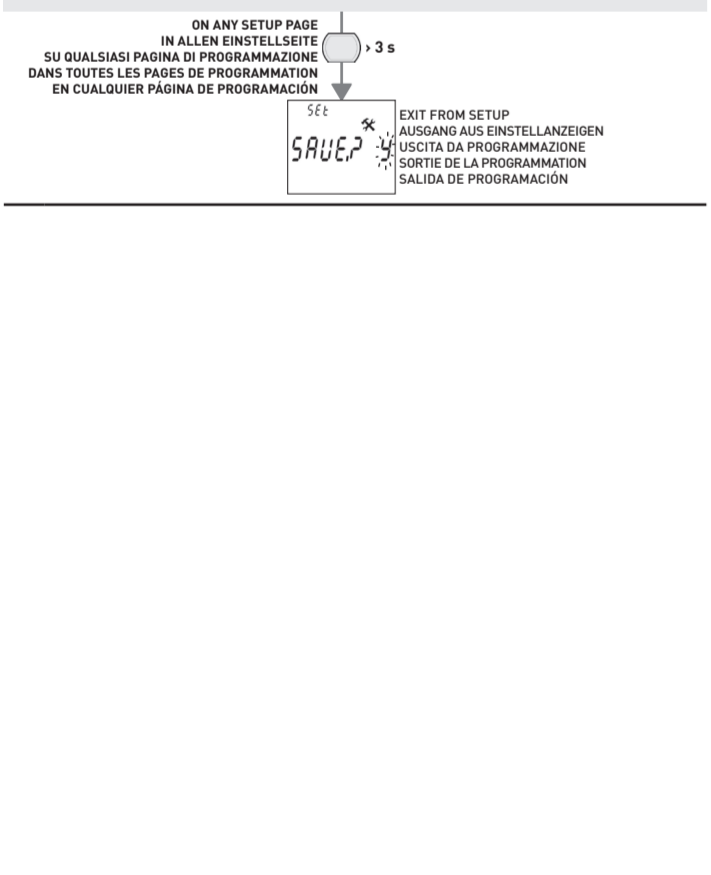 ON ANY SETUP PAGE
IN ALLEN EINSTELLSEITE
SU QUALSIASI PAGINA DI PROGRAMMAZIONE
DANS TOUTES LES PAGES DE PROGRAMMATION
EN CUALQUIER PÁGINA DE PROGRAMACIÓN
› 3 s
SEt
SAVE? Y
EXIT FROM SETUP
AUSGANG AUS EINSTELLANZEIGEN
USCITA DA PROGRAMMAZIONE
SORTIE DE LA PROGRAMMATION
SALIDA DE PROGRAMACIÓN